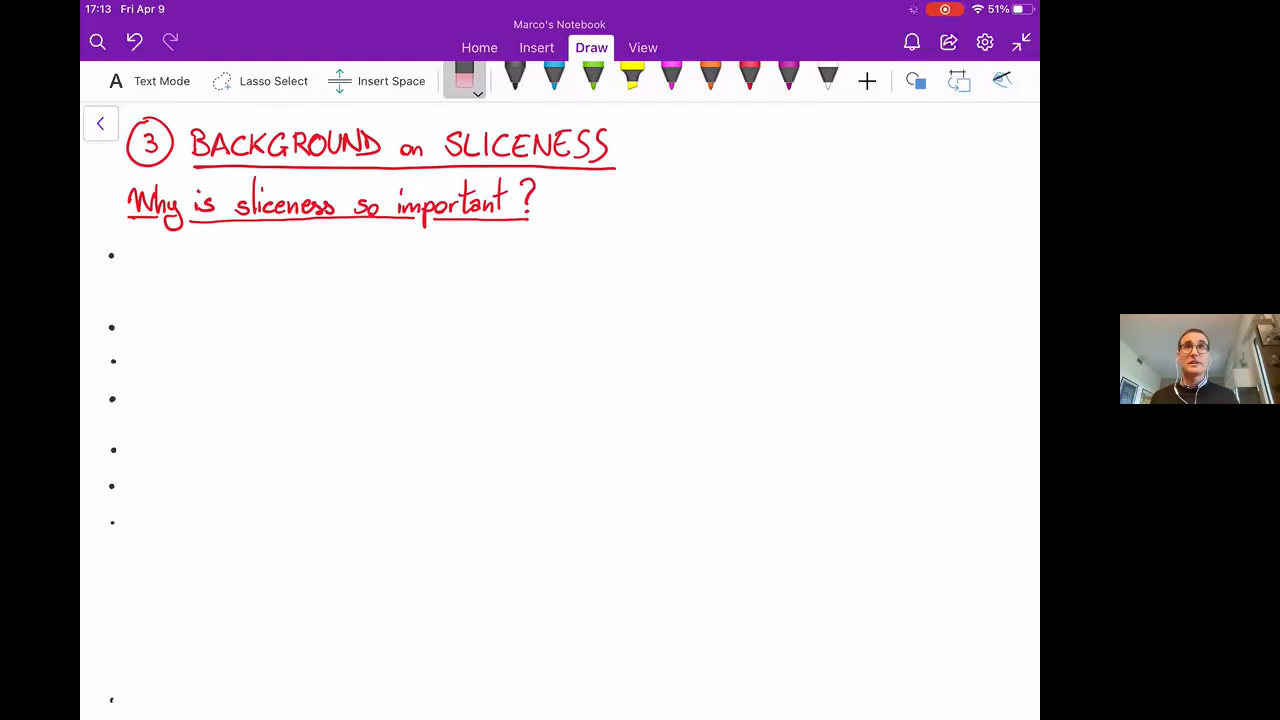 17:13 Fri Apr 9
51%
Marco's Notebook
Home Insert Draw View
A Text Mode Lasso Select Insert Space
3 BACKGROUND on SLICENESS
Why is sliceness so important?